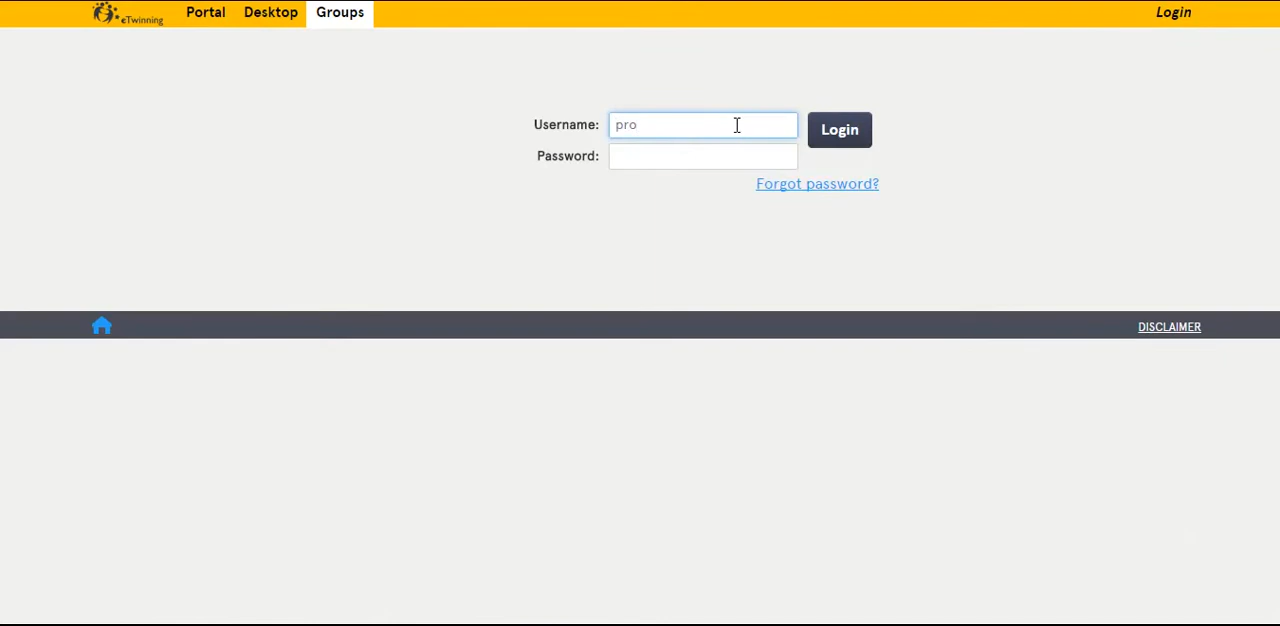 eTwinning Portal Desktop Groups Login
Username: pro
Login
Password:
Forgot password?
DISCLAIMER